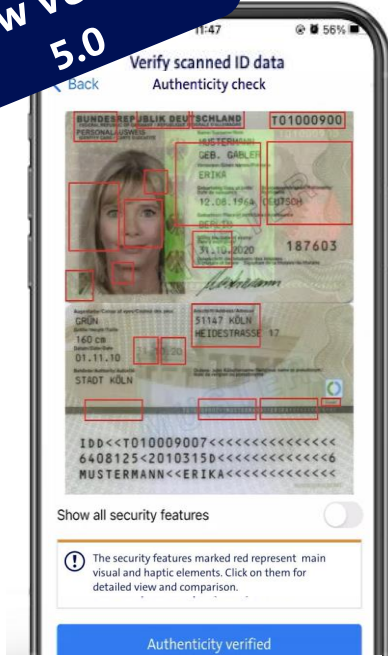 5.0
11:47
56%
Verify scanned ID data
Back
Authenticity check
BUNDESREPUBLIK DEUTSCHLAND
PERSONALAUSWEIS
T01000900
MUSTERMANN
GEB. GABLER
ERIKA
12.08.1964 DEUTSCH
BERLIN
31.10.2020
187603
GRÜN
160 cm
01.11.10
STADT KÖLN
51147 KÖLN
HEIDESTRASSE 17
IDD<<T010009007<<<<<<<<<<<<<<<
6408125<2010315D<<<<<<<<<<<<<6
MUSTERMANN<<ERIKA<<<<<<<<<<<<<
Show all security features
The security features marked red represent main
visual and haptic elements. Click on them for
detailed view and comparison.
Authenticity verified